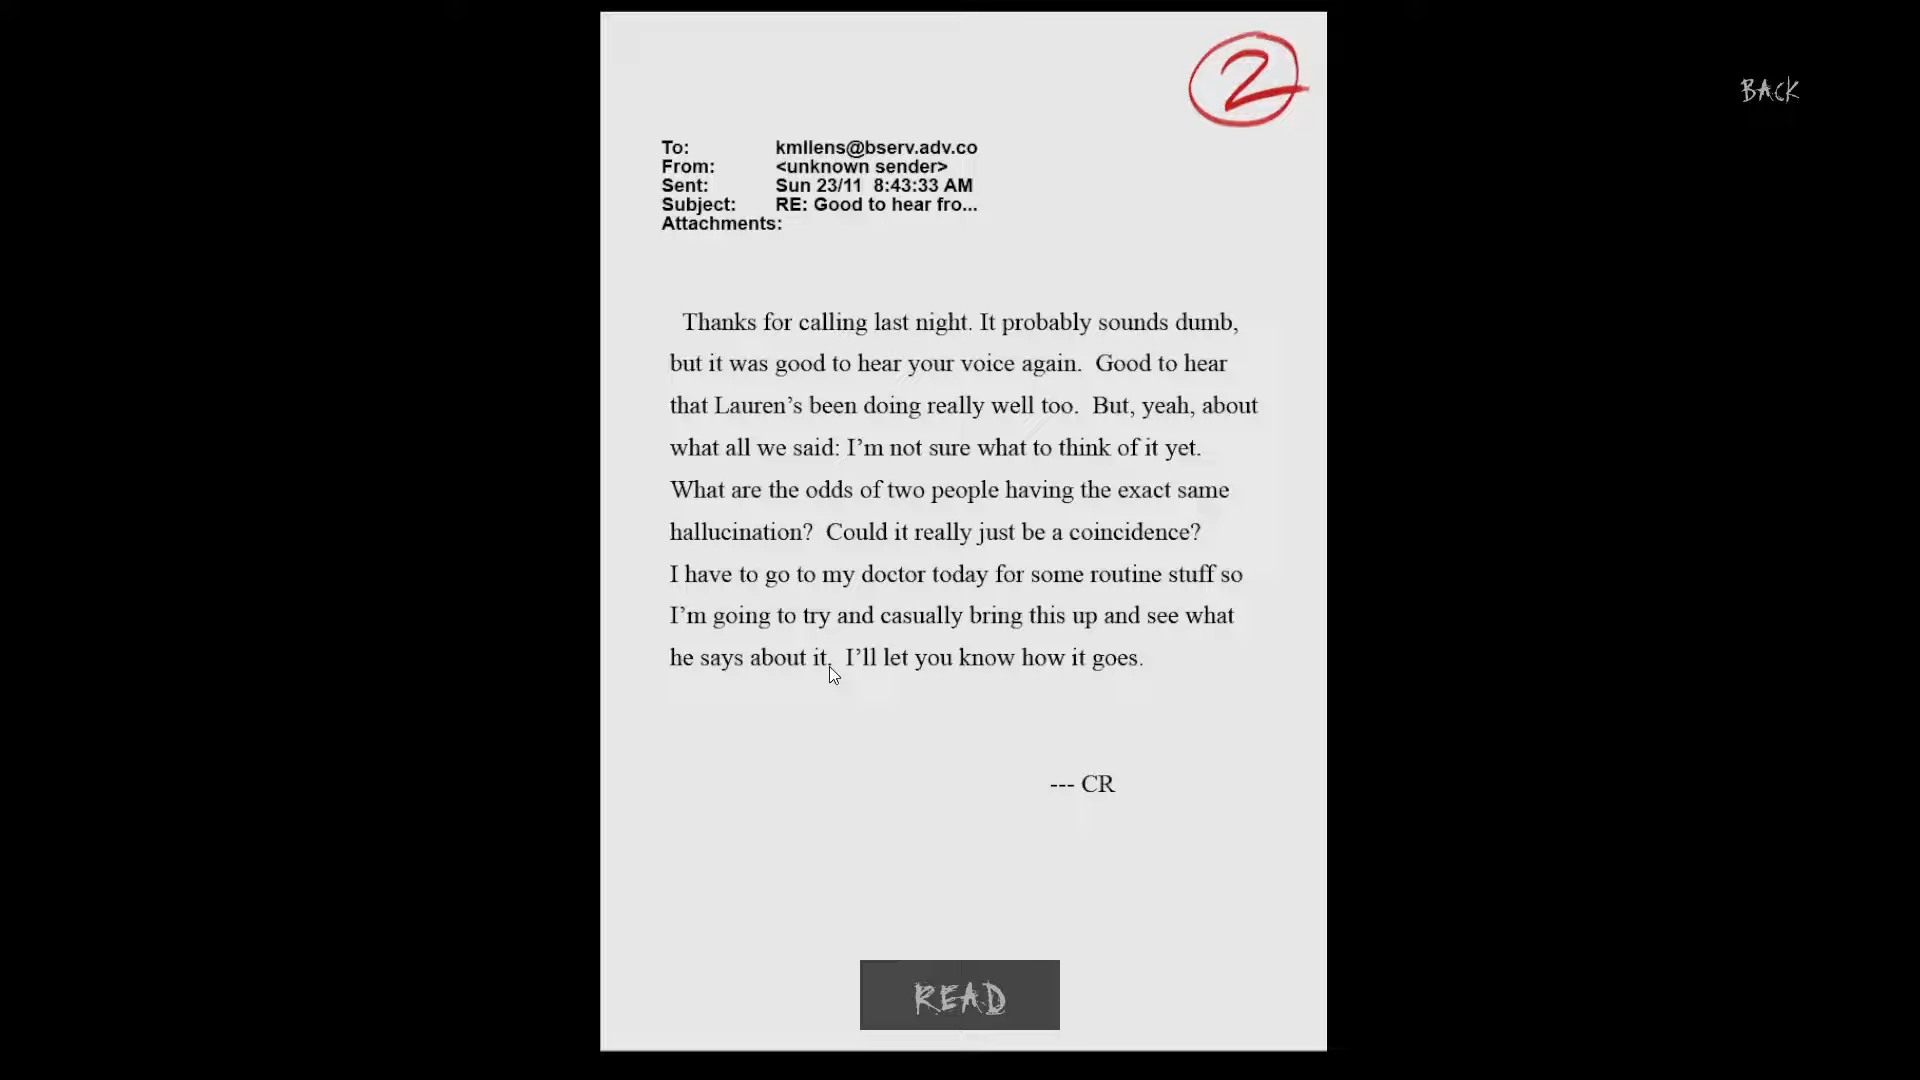 2
BACK
To: kmllens@bserv.adv.co
From: <unknown sender>
Sent: Sun 23/11 8:43:33 AM
Subject: RE: Good to hear fro...
Attachments:
Thanks for calling last night. It probably sounds dumb,
but it was good to hear your voice again. Good to hear
that Lauren’s been doing really well too. But, yeah, about
what all we said: I’m not sure what to think of it yet.
What are the odds of two people having the exact same
hallucination? Could it really just be a coincidence?
I have to go to my doctor today for some routine stuff so
I’m going to try and casually bring this up and see what
he says about it. I’ll let you know how it goes.
--- CR
READ